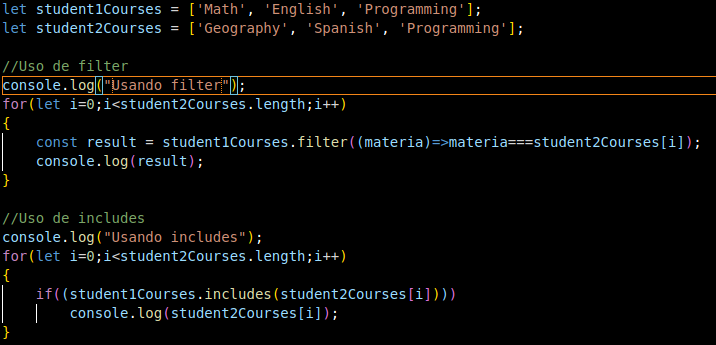 let student1Courses = ['Math', 'English', 'Programming'];
let student2Courses = ['Geography', 'Spanish', 'Programming'];
//Uso de filter
console.log("Usando filter");
for(let i=0;i<student2Courses.length;i++)
{
const result = student1Courses.filter((materia)=>materia===student2Courses[i]);
console.log(result);
}
//Uso de includes
console.log("Usando includes");
for(let i=0;i<student2Courses.length;i++)
{
if((student1Courses.includes(student2Courses[i])))
console.log(student2Courses[i]);
}